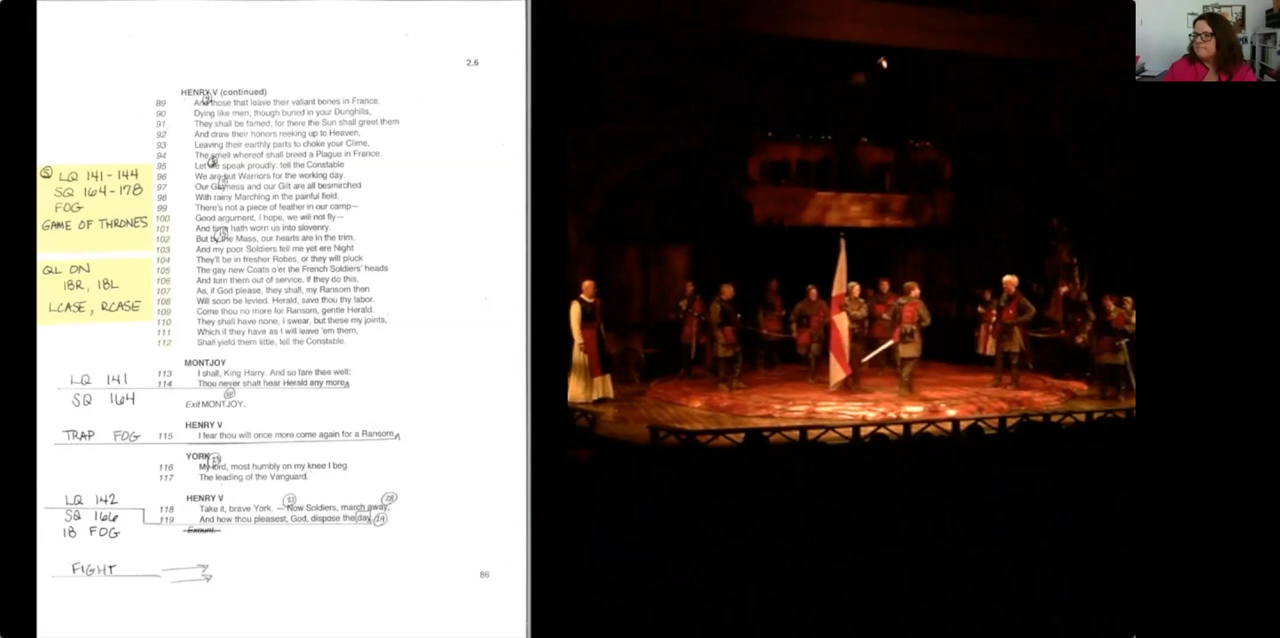 2.6
HENRY V (continued)
89 And those that leave their valiant bones in France.
90 Dying like men, though buried in your Dunghills,
91 They shall be famed, for there the Sun shall greet them
92 And draw their honors reeking up to Heaven,
93 Leaving their earthly parts to choke your Clime,
94 The smell whereof shall breed a Plague in France.
95 Let me speak proudly: tell the Constable
96 We are but Warriors for the working day.
97 Our Gayness and our Gilt are all besmirched
98 With rainy Marching in the painful field.
99 There's not a piece of feather in our camp—
100 Good argument, I hope, we will not fly—
101 And time hath worn us into slovenry.
102 But by the Mass, our hearts are in the trim,
103 And my poor Soldiers tell me yet ere Night
104 They'll be in fresher Robes, or they will pluck
105 The gay new Coats o'er the French Soldiers' heads
106 And turn them out of service. If they do this,
107 As, if God please, they shall, my Ransom then
108 Will soon be levied. Herald, save thou thy labor.
109 Come thou no more for Ransom, gentle Herald.
110 They shall have none, I swear, but these my joints,
111 Which if they have as I will leave 'em them,
112 Shall yield them little, tell the Constable.
Ⓢ LQ 141-144
SQ 164-178
FOG
GAME OF THRONES
QL ON
1BR, 1BL
LCASE, RCASE
MONTJOY
113 I shall, King Harry. And so fare thee well:
114 Thou never shalt hear Herald any more.
LQ 141
SQ 164
Exit MONTJOY.
HENRY V
TRAP FOG 115 I fear thou wilt once more come again for a Ransom.
YORK
116 My lord, most humbly on my knee I beg
117 The leading of the Vanguard.
HENRY V
LQ 142
118 Take it, brave York. — Now Soldiers, march away,
SQ 166
119 And how thou pleasest, God, dispose the day.
Exeunt.
1B FOG
FIGHT
86